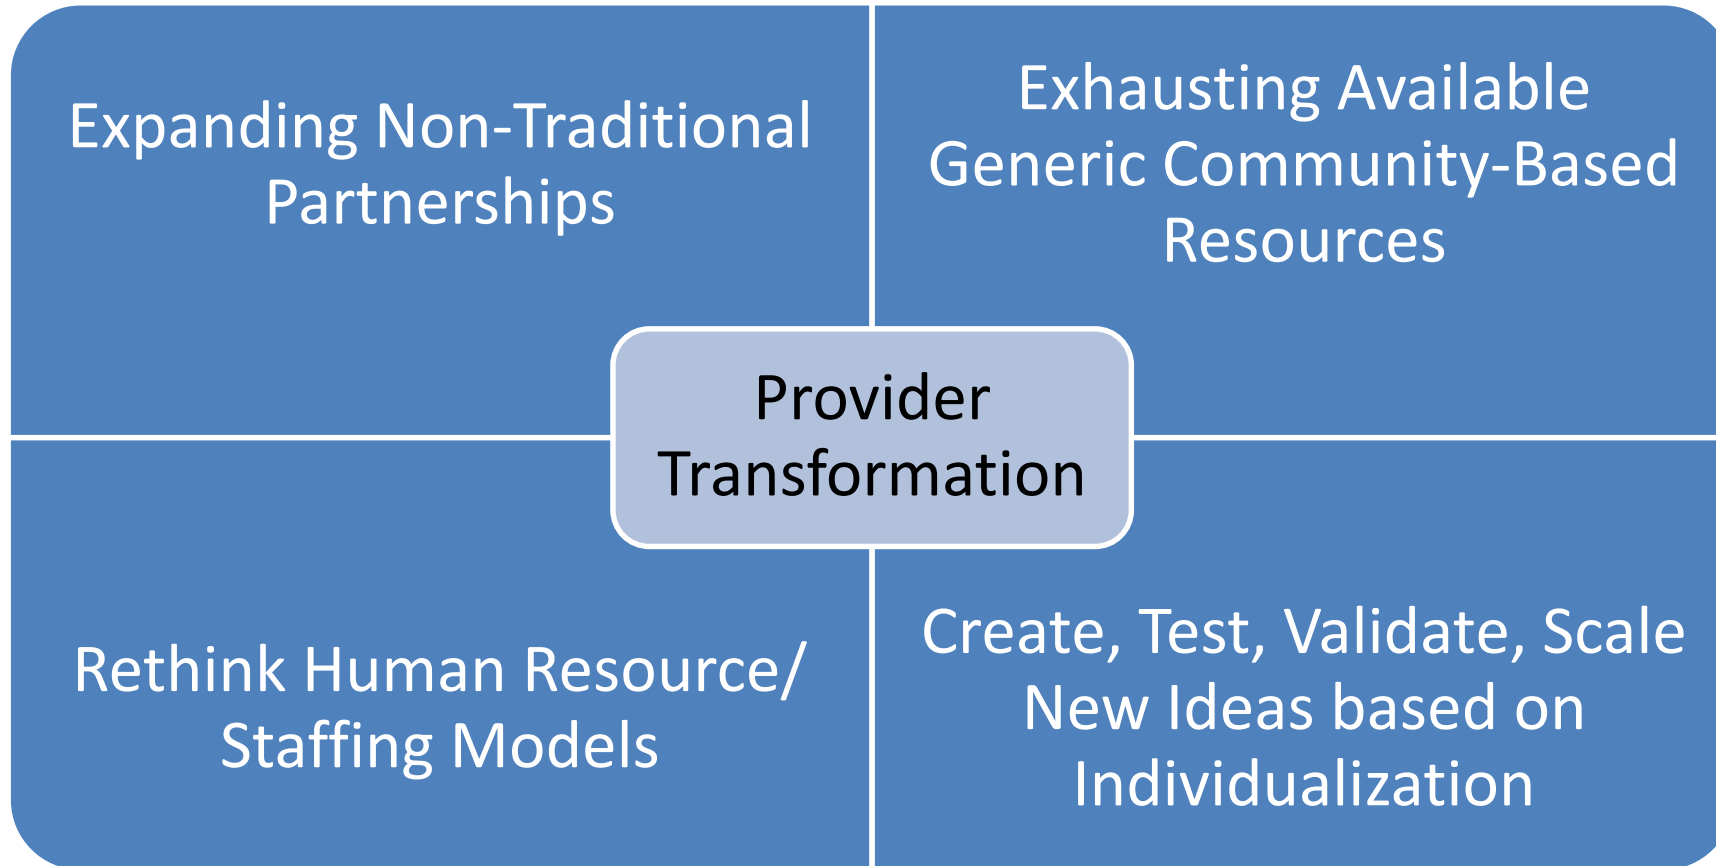 Expanding Non-Traditional
Partnerships
Exhausting Available
Generic Community-Based
Resources
Provider
Transformation
Rethink Human Resource/
Staffing Models
Create, Test, Validate, Scale
New Ideas based on
Individualization